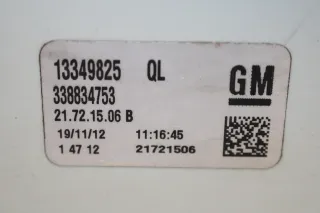 13349825 QL
GM
338834753
21.72.15.06 B
19/11/12 11:16:45
1 47 12 21721506